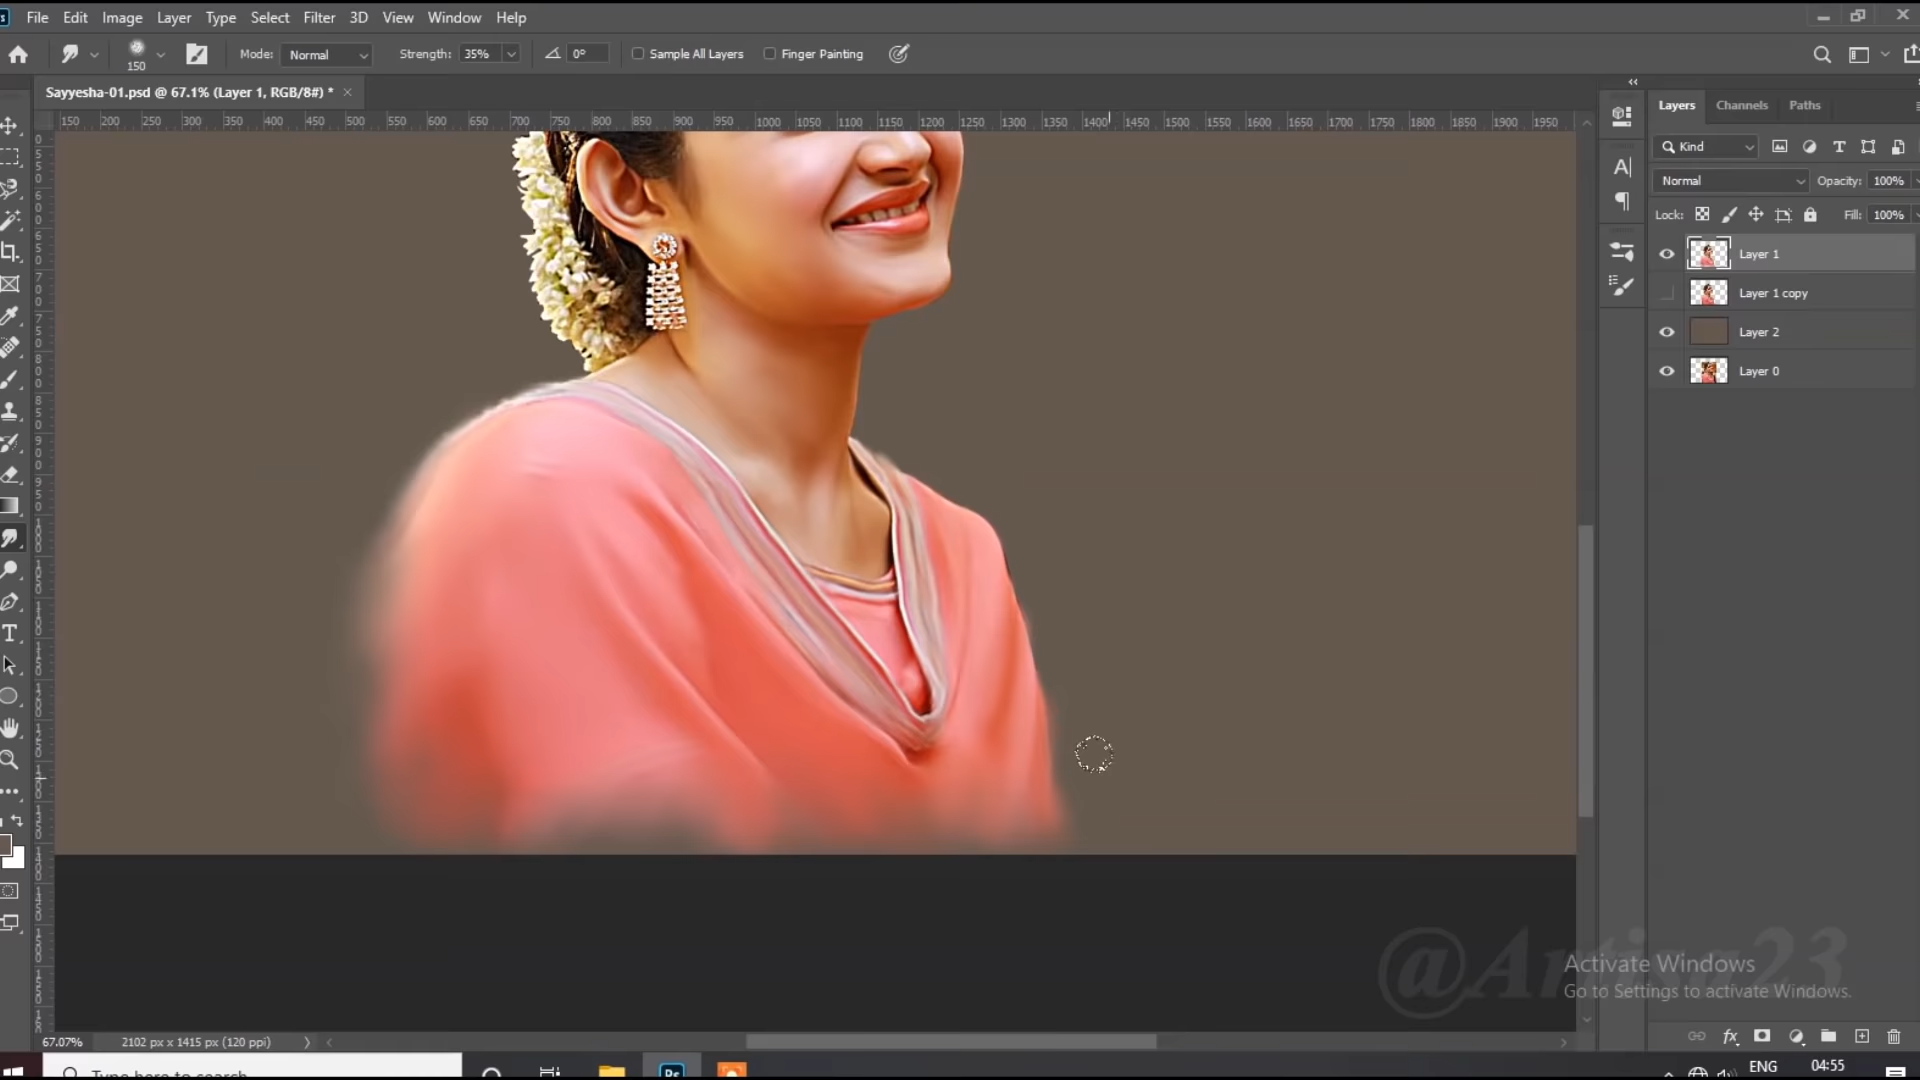 File Edit Image Layer Type Select Filter 3D View Window Help
150 Mode: Normal Strength: 35% 0° Sample All Layers Finger Painting
Sayyesha-01.psd @ 67.1% (Layer 1, RGB/8#) *
150 200 250 300 350 400 450 500 550 600 650 700 750 800 850 900 950 1000 1050 1100 1150 1200 1250 1300 1350 1400 1450 1500 1550 1600 1650 1700 1750 1800 1850 1900 1950
Layers Channels Paths
Kind
Normal Opacity: 100%
Lock: Fill: 100%
Layer 1
Layer 1 copy
Layer 2
Layer 0
Activate Windows
Go to Settings to activate Windows.
67.07% 2102 px x 1415 px (120 ppi)
Type here to search
Ps
ENG 04:55